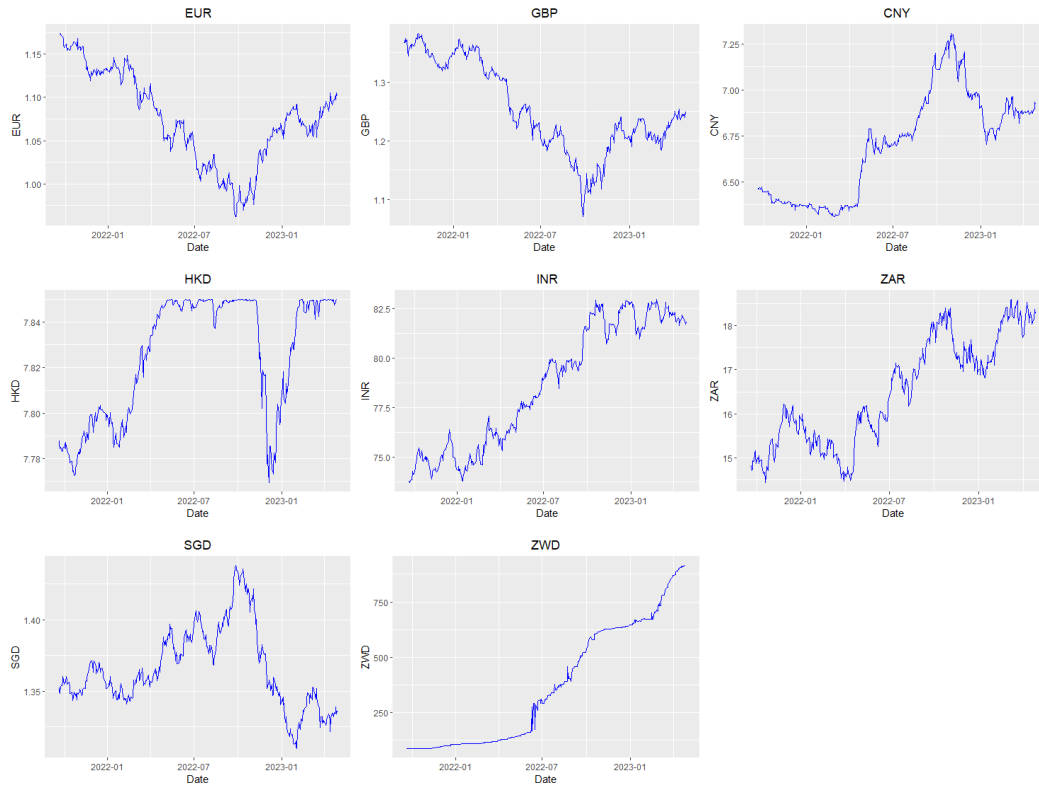 EUR
1.15
1.10
1.05
1.00
EUR
2022-01 2022-07 2023-01
Date
GBP
1.3
1.2
1.1
GBP
2022-01 2022-07 2023-01
Date
CNY
7.25
7.00
6.75
6.50
CNY
2022-01 2022-07 2023-01
Date
HKD
7.84
7.82
7.80
7.78
HKD
2022-01 2022-07 2023-01
Date
INR
82.5
80.0
77.5
75.0
INR
2022-01 2022-07 2023-01
Date
ZAR
18
17
16
15
ZAR
2022-01 2022-07 2023-01
Date
SGD
1.40
1.35
SGD
2022-01 2022-07 2023-01
Date
ZWD
750
500
250
ZWD
2022-01 2022-07 2023-01
Date